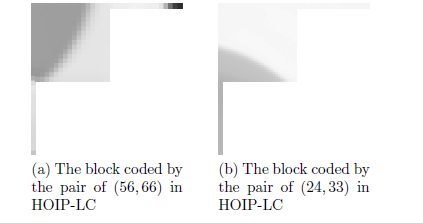 (a) The block coded by
the pair of (56, 66) in
HOIP-LC
(b) The block coded by
the pair of (24, 33) in
HOIP-LC